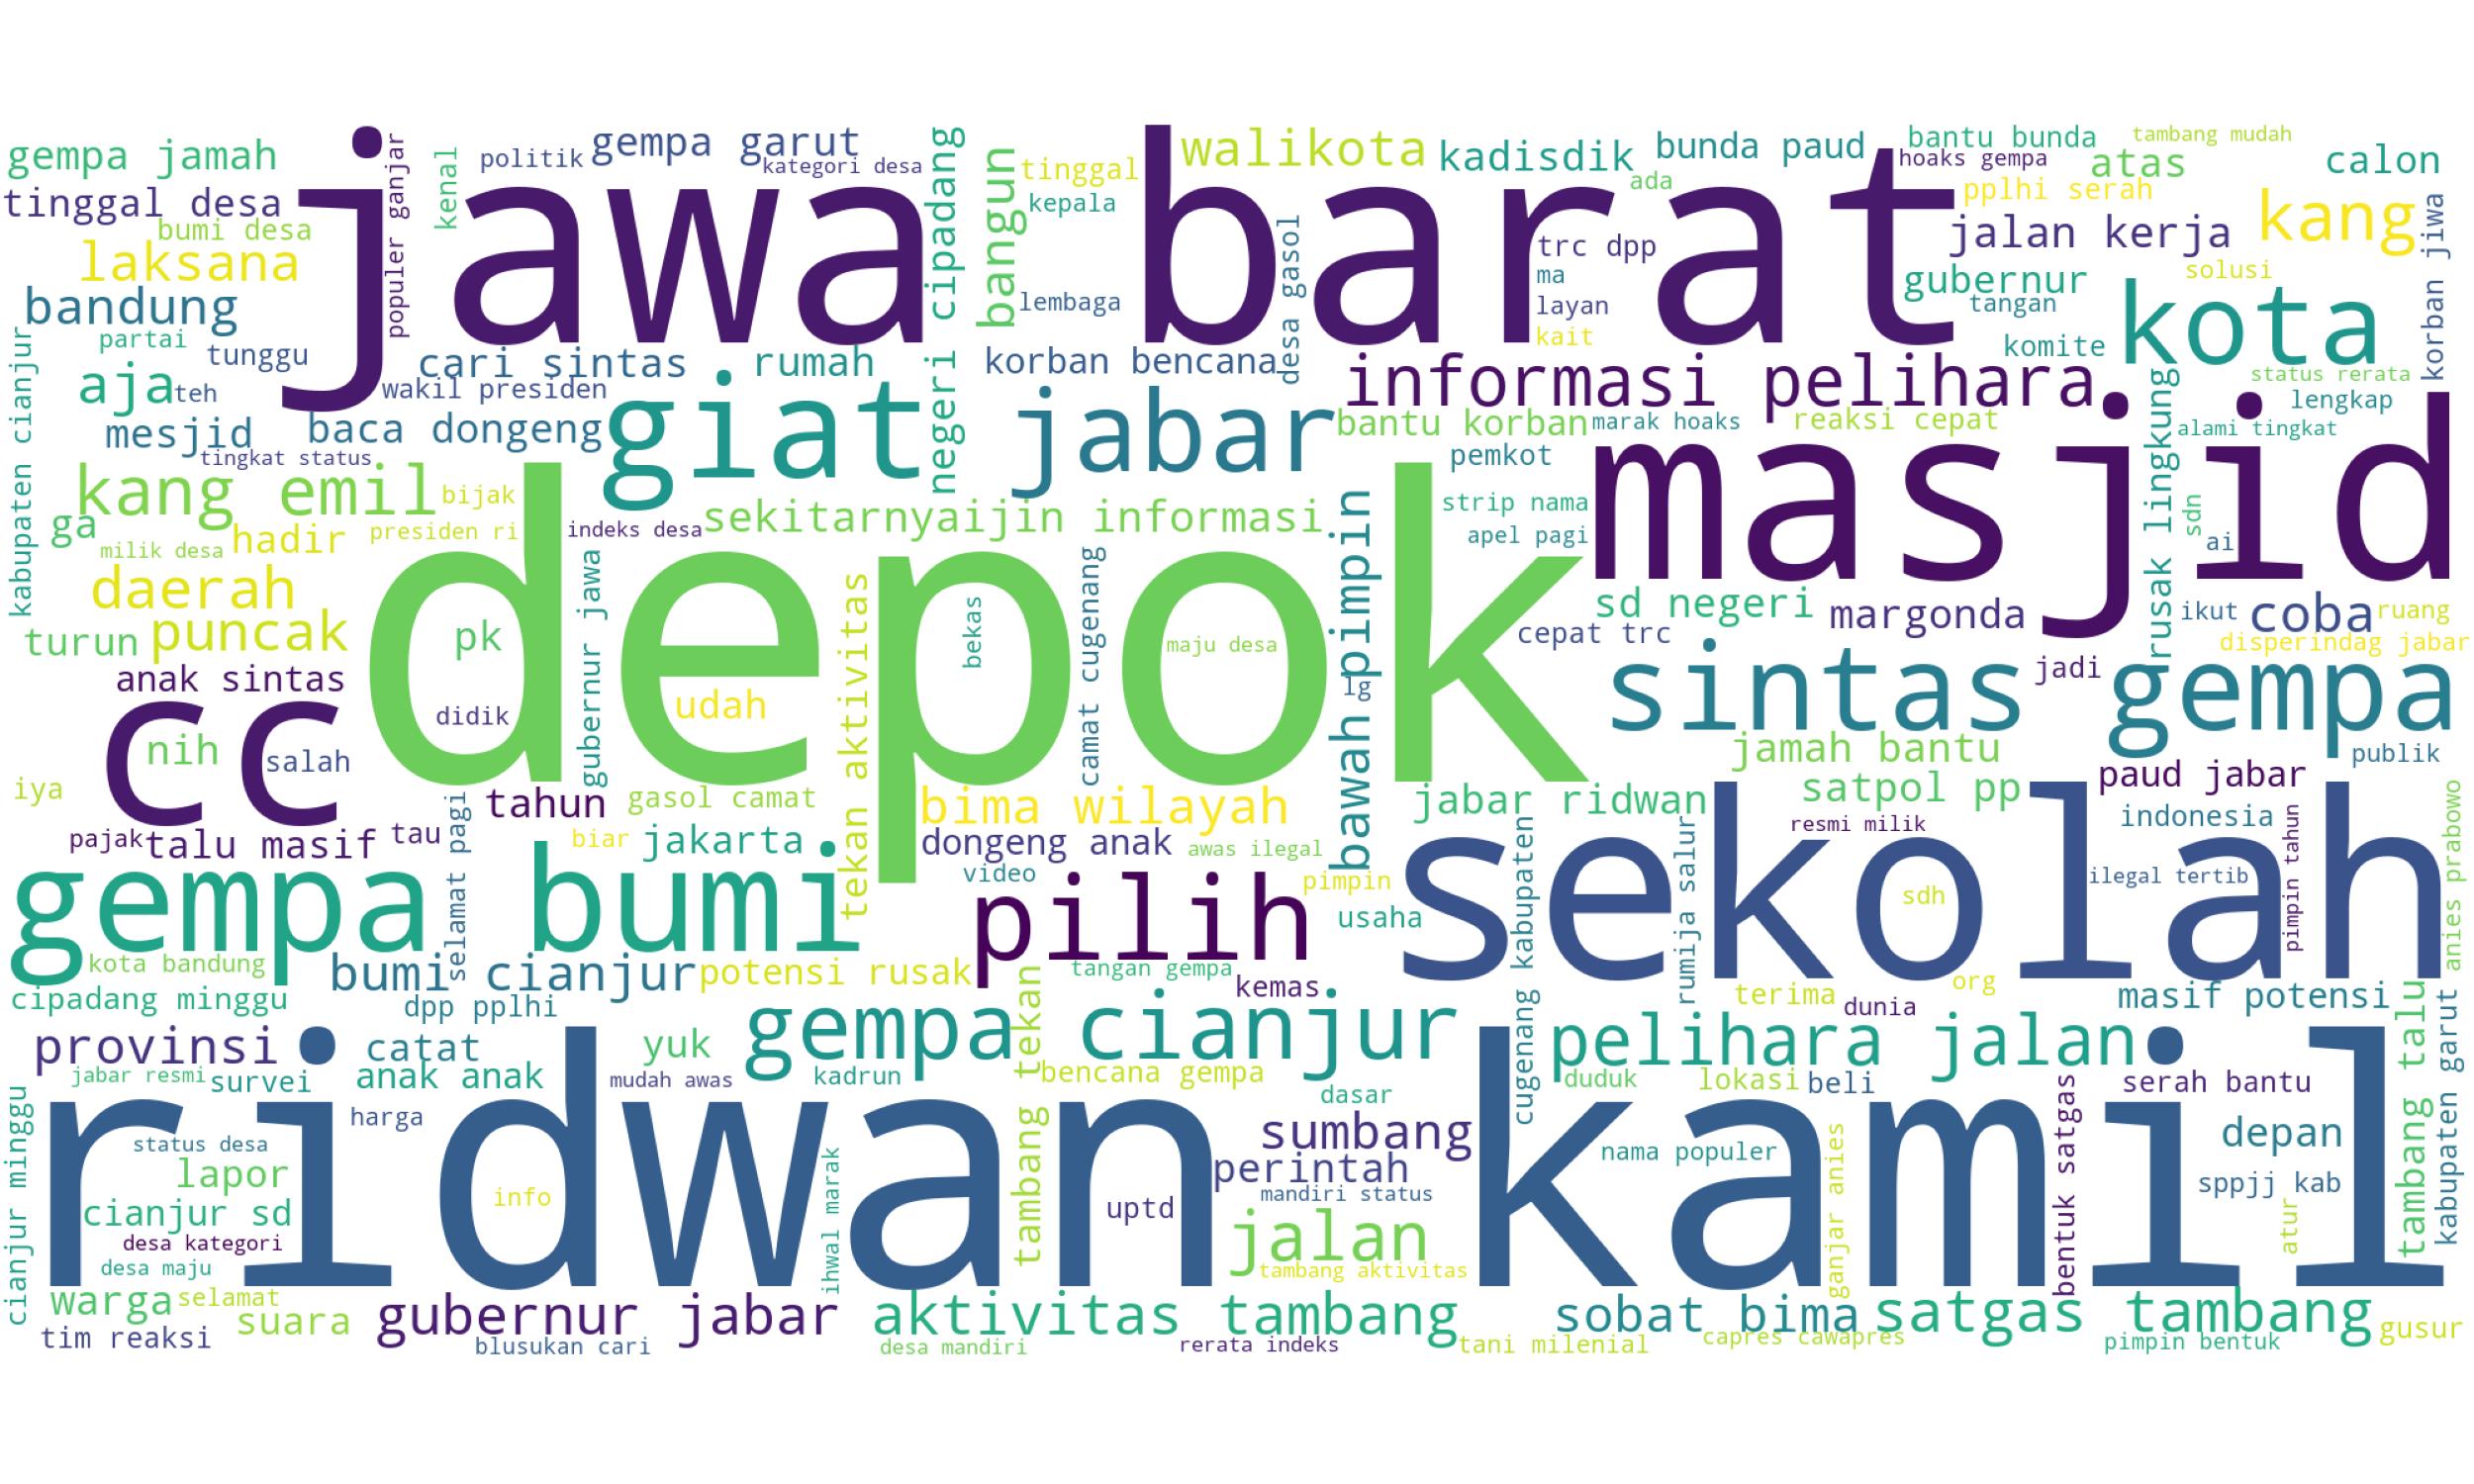 gempa jamah
tinggal desa
bumi desa
laksana
bandung
partai
tunggu
aja
teh
mesjid
baca dongeng
tingkat status
kang emil
bijak
ga
hadir
presiden ri
milik desa
daerah
puncak
turun
kabupaten cianjur
jawa barat
populer ganjar
kenal
politik
gempa garut
kategori desa
negeri cipadang
bangun
tinggal
kepala
lembaga
desa gasol
cari sintas
wakil presiden
rumah
korban bencana
giat
jabar
walikota
kadisdik
bunda paud
bantu bunda
tambang mudah
hoaks gempa
ada
atas
calon
pplhi serah
kang
korban jiwa
trc dpp
ma
layan
kait
jalan kerja
gubernur
solusi
tangan
komite
kota
status rerata
lengkap
alami tingkat
informasi pelihara
bantu korban
marak hoaks
reaksi cepat
pemkot
masjid
rusak lingkung
sdn
ai
strip nama
apel pagi
sekitarnyaijin informasi
indeks desa
depok
gubernur jawa
pk
didik
udah
tekan aktivitas
bekas
camat cugenang
maju desa
bawah pimpin
lg
sd negeri
margonda
cepat trc
ikut
coba
ruang
disperindag jabar
sintas gempa
jadi
jamah bantu
publik
satpol pp
paud jabar
anak sintas
cc
nih
salah
iya
pajak
talu masif
tau
selamat pagi
tahun
gasol camat
biar
jakarta
bima wilayah
dongeng anak
awas ilegal
video
pimpin
jabar ridwan
usaha
sekolah
resmi milik
indonesia
pimpin tahun
ilegal tertib
sdh
anies prabowo
rumija salur
cugenang kabupaten
gempa bumi
pilih
kota bandung
bumi cianjur
potensi rusak
tangan gempa
kemas
cipadang minggu
dpp pplhi
terima
org
dunia
masif potensi
provinsi
catat
yuk
gempa cianjur
pelihara jalan
tambang talu
kabupaten garut
jabar resmi
survei
anak anak
mudah awas
kadrun
tambang tekan
bencana gempa
dasar
duduk
lokasi
beli
serah bantu
cianjur minggu
ridwan kamil
harga
status desa
lapor
cianjur sd
desa kategori
desa maju
info
ihwal marak
uptd
sumbang
perintah
mandiri status
jalan
tambang aktivitas
nama populer
ganjar anies
bentuk satgas
depan
sppjj kab
atur
warga
selamat
suara
tim reaksi
gubernur jabar
blusukan cari
aktivitas tambang
desa mandiri
rerata indeks
tani milenial
sobat bima
capres cawapres
satgas tambang
pimpin bentuk
gusur